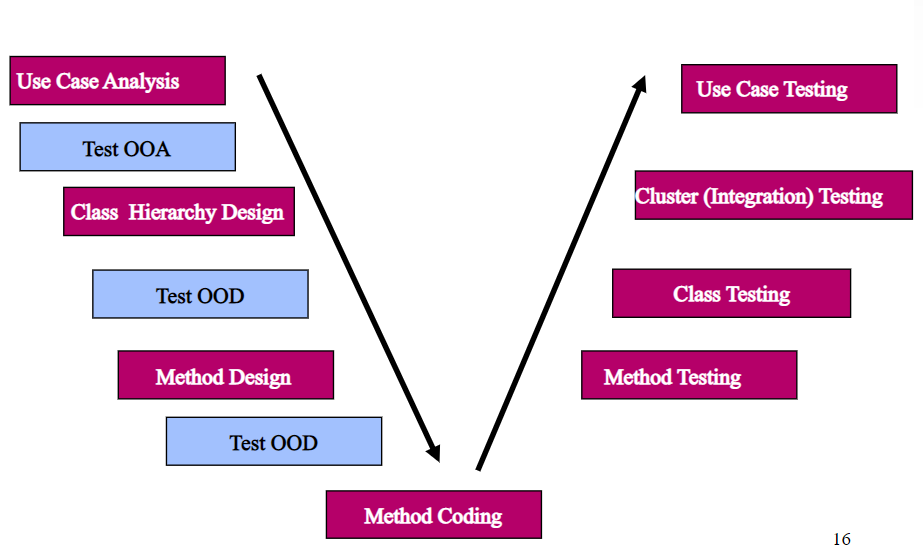 Use Case Analysis
Test OOA
Class Hierarchy Design
Test OOD
Method Design
Test OOD
Method Coding
Use Case Testing
Cluster (Integration) Testing
Class Testing
Method Testing
16